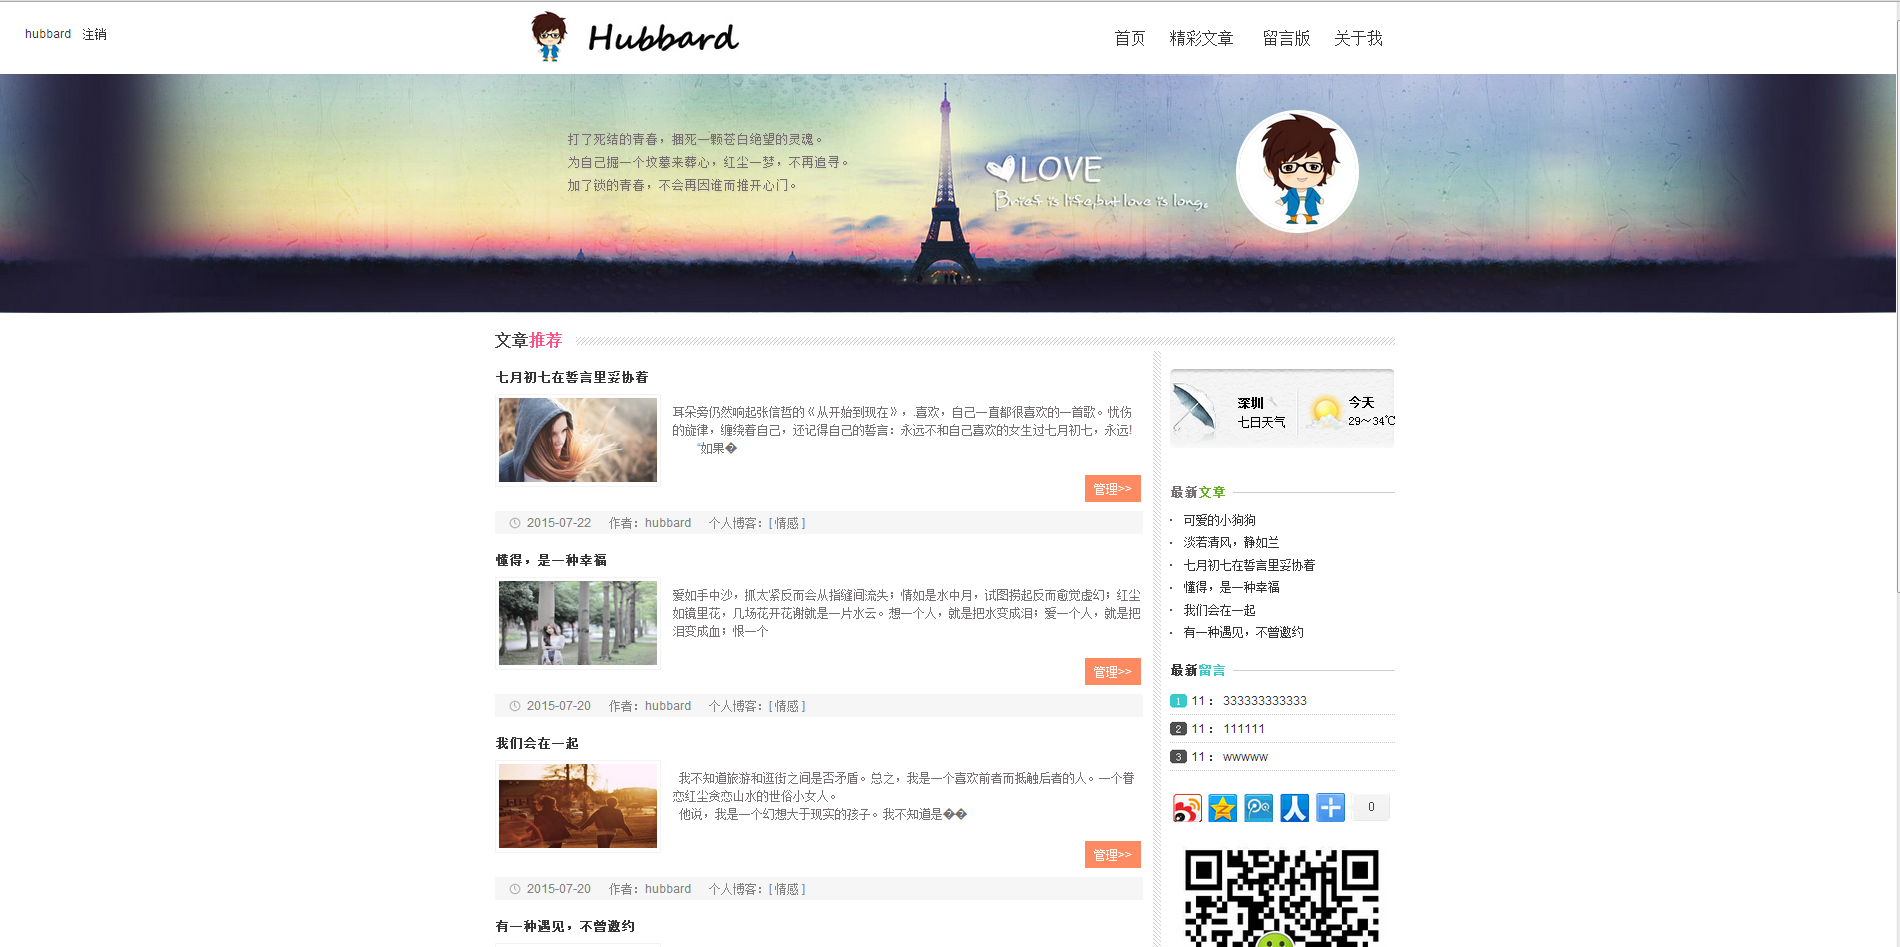 hubbard 注销
Hubbard
首页 精彩文章 留言版 关于我
打了死结的青春，捆死一颗苍白绝望的灵魂。
为自己掘一个坟墓来葬心，红尘一梦，不再追寻。
加了锁的青春，不会再因谁而推开心门。
LOVE
Brief is life,but love is long.
文章推荐
七月初七在誓言里妥协着
耳朵旁仍然响起张信哲的《从开始到现在》，.喜欢，自己一直都很喜欢的一首歌。忧伤
的旋律，缠绕着自己，还记得自己的誓言：永远不和自己喜欢的女生过七月初七，永远!
“如果�
管理>>
2015-07-22 作者：hubbard 个人博客：[ 情感 ]
懂得，是一种幸福
爱如手中沙，抓太紧反而会从指缝间流失；情如是水中月，试图捞起反而愈觉虚幻；红尘
如镜里花，几场花开花谢就是一片水云。想一个人，就是把水变成泪；爱一个人，就是把
泪变成血；恨一个
管理>>
2015-07-20 作者：hubbard 个人博客：[ 情感 ]
我们会在一起
我不知道旅游和逛街之间是否矛盾。总之，我是一个喜欢前者而抵触后者的人。一个眷
恋红尘贪恋山水的世俗小女人。
他说，我是一个幻想大于现实的孩子。我不知道是��
管理>>
2015-07-20 作者：hubbard 个人博客：[ 情感 ]
有一种遇见，不曾邀约
深圳
七日天气
今天
29～34℃
最新文章
可爱的小狗狗
淡若清风，静如兰
七月初七在誓言里妥协着
懂得，是一种幸福
我们会在一起
有一种遇见，不曾邀约
最新留言
1 11： 333333333333
2 11： 111111
3 11： wwwww
0